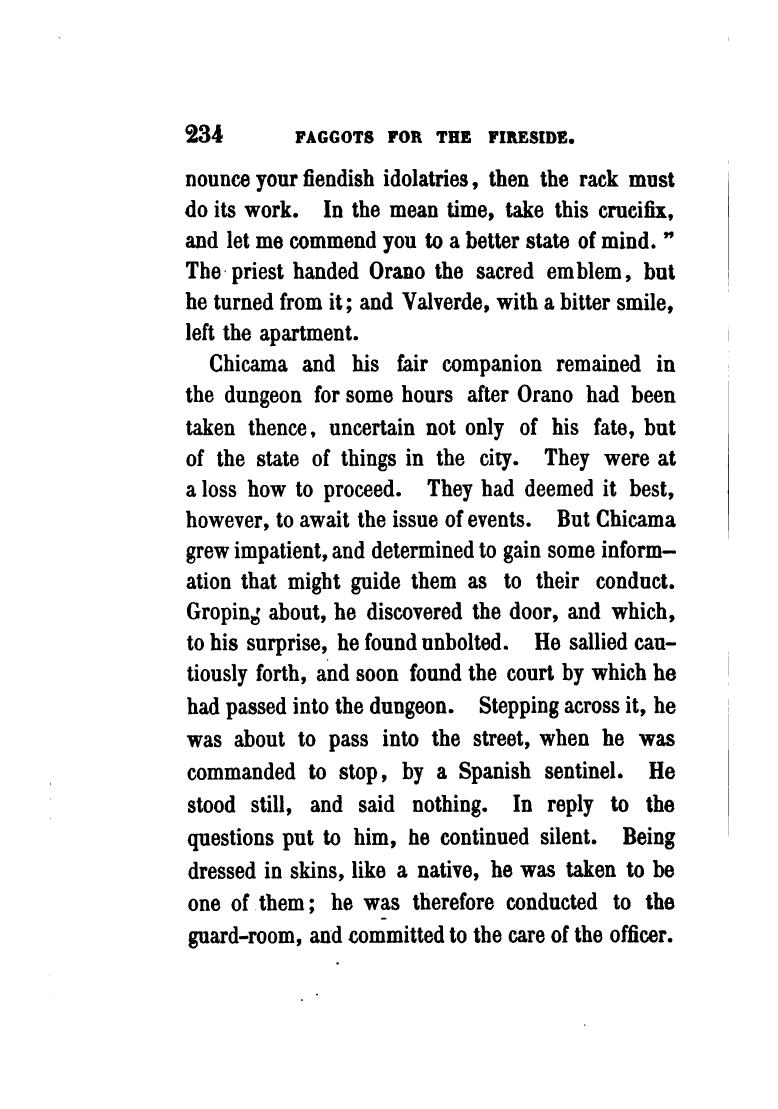 234 FAGGOTS FOR THE FIRESIDE.
nounce your fiendish idolatries, then the rack must
do its work. In the mean time, take this crucifix,
and let me commend you to a better state of mind. ”
The priest handed Orano the sacred emblem, but
he turned from it; and Valverde, with a bitter smile,
left the apartment.
Chicama and his fair companion remained in
the dungeon for some hours after Orano had been
taken thence, uncertain not only of his fate, but
of the state of things in the city. They were at
a loss how to proceed. They had deemed it best,
however, to await the issue of events. But Chicama
grew impatient, and determined to gain some inform-
ation that might guide them as to their conduct.
Groping about, he discovered the door, and which,
to his surprise, he found unbolted. He sallied cau-
tiously forth, and soon found the court by which he
had passed into the dungeon. Stepping across it, he
was about to pass into the street, when he was
commanded to stop, by a Spanish sentinel. He
stood still, and said nothing. In reply to the
questions put to him, he continued silent. Being
dressed in skins, like a native, he was taken to be
one of them; he was therefore conducted to the
guard-room, and committed to the care of the officer.